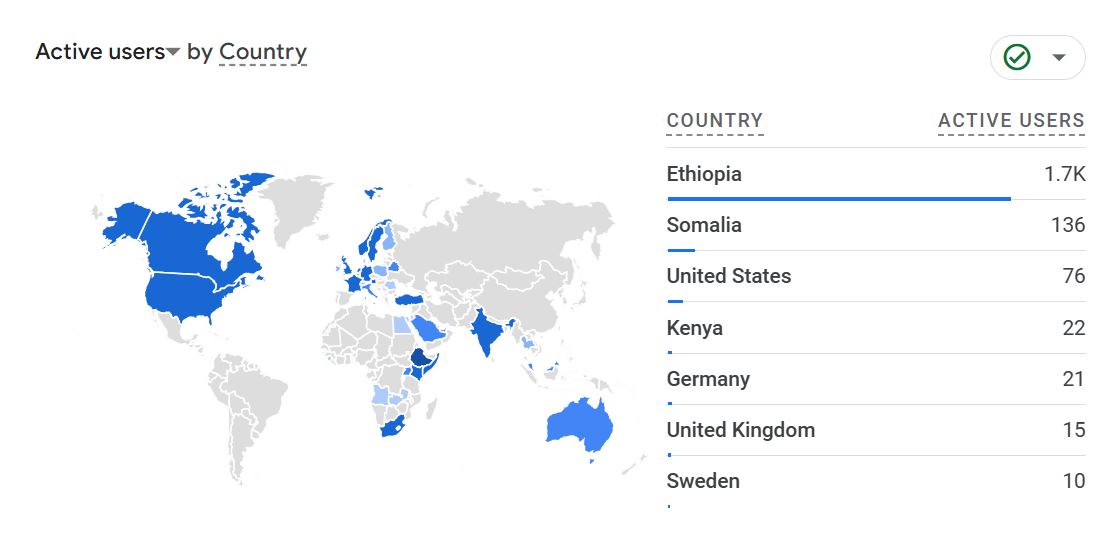 Active users by Country
COUNTRY ACTIVE USERS
Ethiopia 1.7K
Somalia 136
United States 76
Kenya 22
Germany 21
United Kingdom 15
Sweden 10